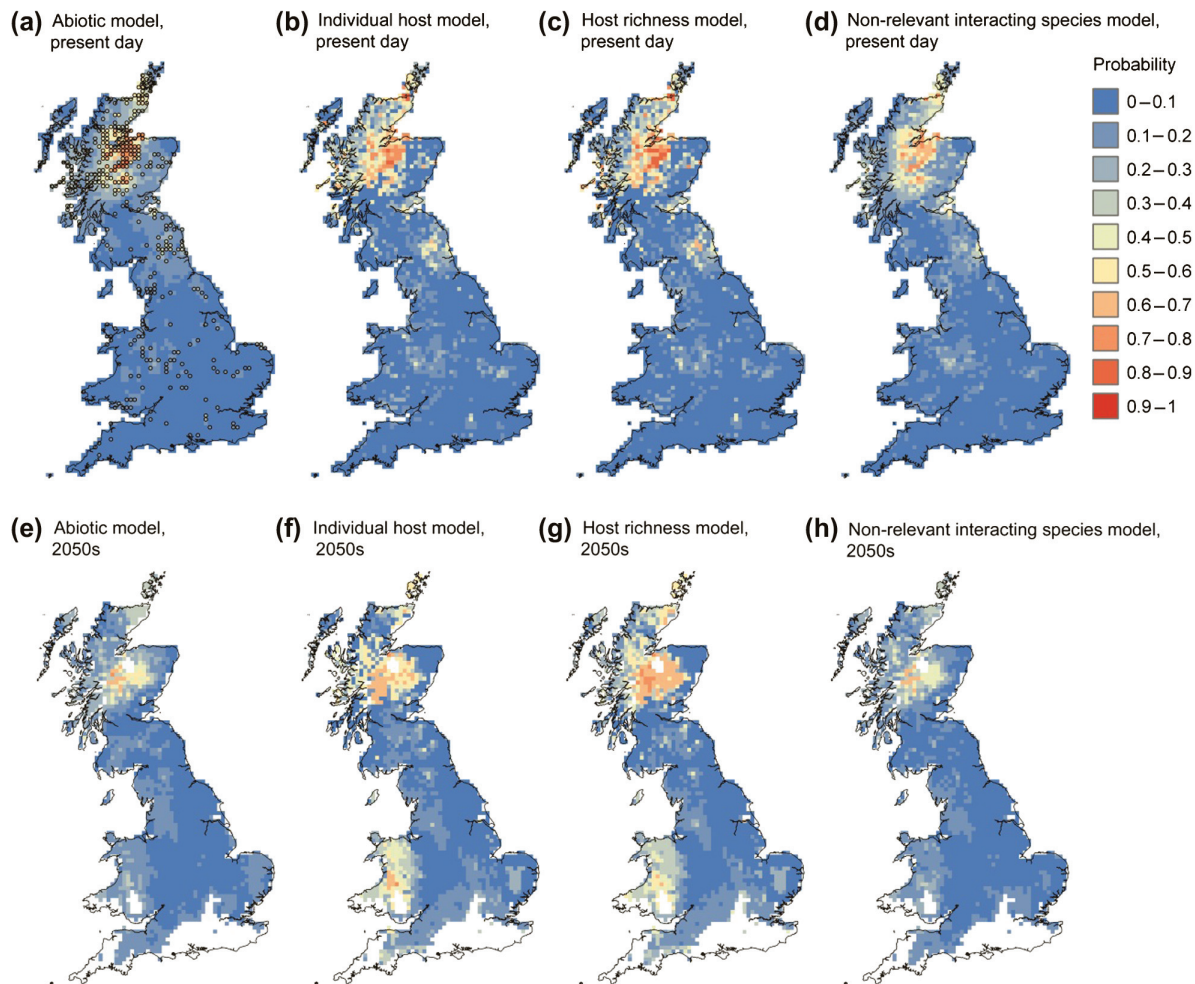 (a) Abiotic model,
present day
(b) Individual host model,
present day
(c) Host richness model,
present day
(d) Non-relevant interacting species model,
present day
Probability
0–0.1
0.1–0.2
0.2–0.3
0.3–0.4
0.4–0.5
0.5–0.6
0.6–0.7
0.7–0.8
0.8–0.9
0.9–1
(e) Abiotic model,
2050s
(f) Individual host model,
2050s
(g) Host richness model,
2050s
(h) Non-relevant interacting species model,
2050s